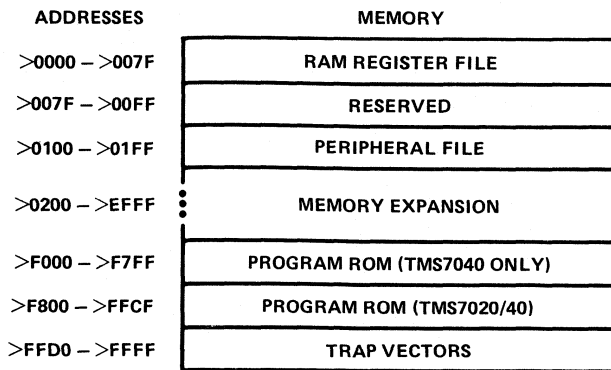 ADDRESSES MEMORY
>0000 – >007F RAM REGISTER FILE
>007F – >00FF RESERVED
>0100 – >01FF PERIPHERAL FILE
>0200 – >EFFF MEMORY EXPANSION
>F000 – >F7FF PROGRAM ROM (TMS7040 ONLY)
>F800 – >FFCF PROGRAM ROM (TMS7020/40)
>FFD0 – >FFFF TRAP VECTORS